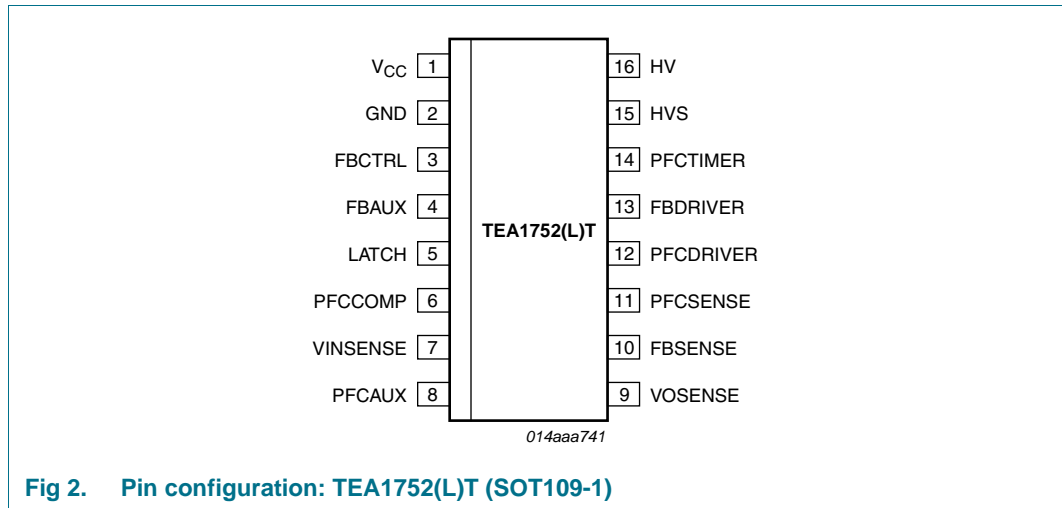 VCC 1
GND 2
FBCTRL 3
FBAUX 4
LATCH 5
PFCCOMP 6
VINSENSE 7
PFCAUX 8
TEA1752(L)T
16 HV
15 HVS
14 PFCTIMER
13 FBDRIVER
12 PFCDRIVER
11 PFCSENSE
10 FBSENSE
9 VOSENSE
014aaa741
Fig 2. Pin configuration: TEA1752(L)T (SOT109-1)